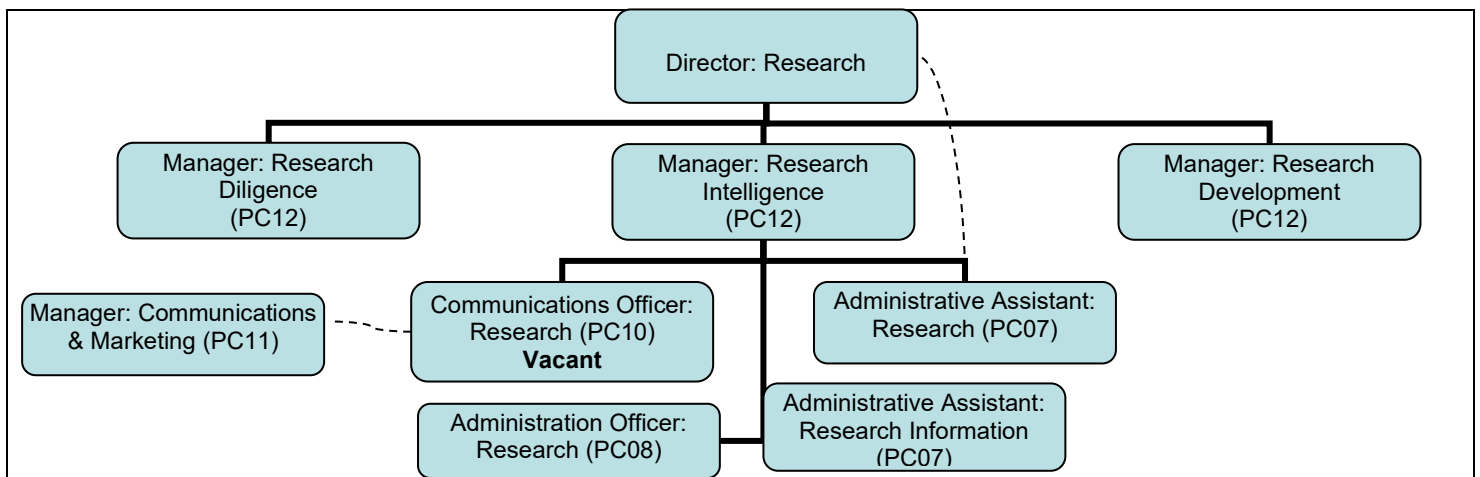 Director: Research
Manager: Research
Diligence
(PC12)
Manager: Research
Intelligence
(PC12)
Manager: Research
Development
(PC12)
Manager: Communications
& Marketing (PC11)
Communications Officer:
Research (PC10)
Vacant
Administrative Assistant:
Research (PC07)
Administration Officer:
Research (PC08)
Administrative Assistant:
Research Information
(PC07)